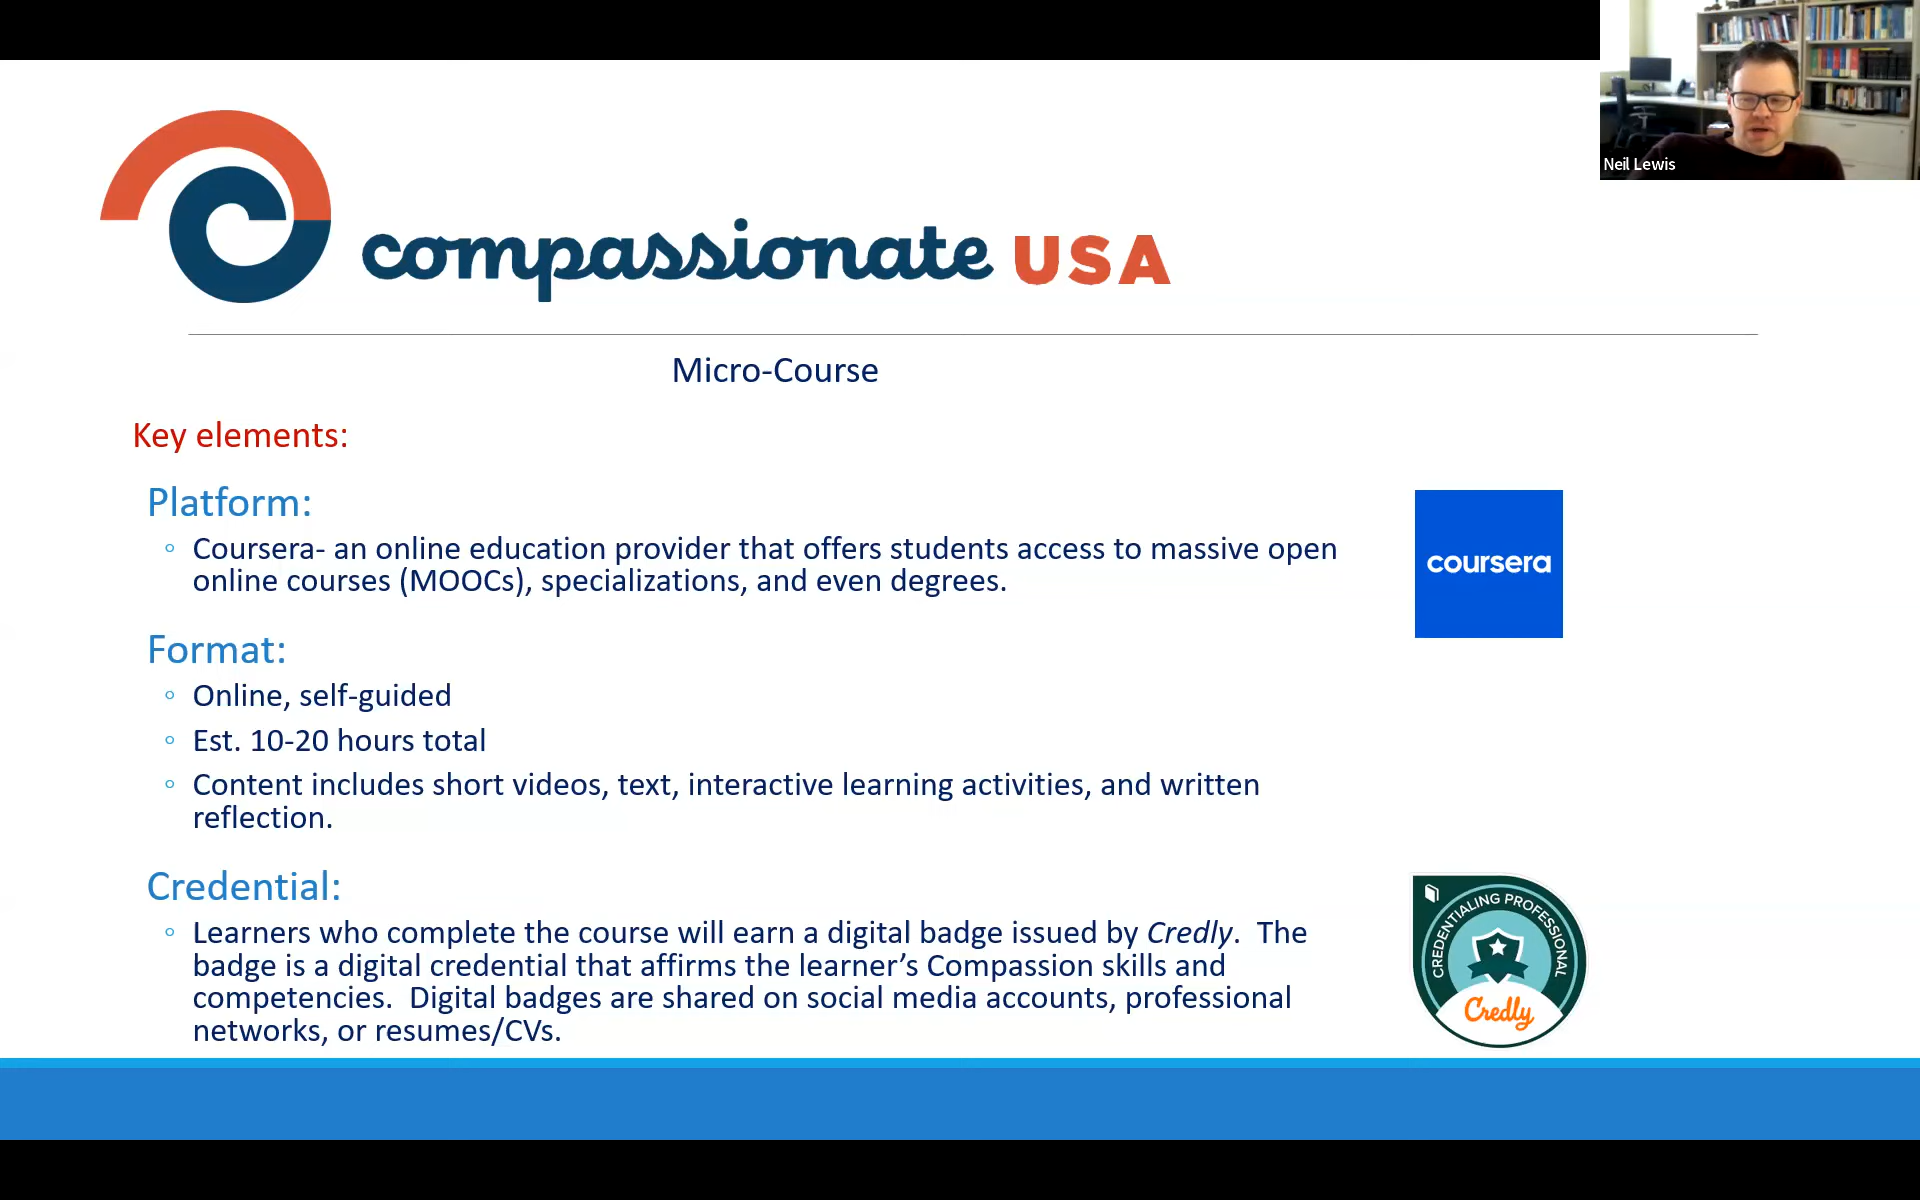 Neil Lewis
compassionate USA
Micro-Course
Key elements:
Platform:
◦ Coursera- an online education provider that offers students access to massive open
online courses (MOOCs), specializations, and even degrees.
coursera
Format:
◦ Online, self-guided
◦ Est. 10-20 hours total
◦ Content includes short videos, text, interactive learning activities, and written
reflection.
Credential:
◦ Learners who complete the course will earn a digital badge issued by Credly.  The
badge is a digital credential that affirms the learner’s Compassion skills and
competencies.  Digital badges are shared on social media accounts, professional
networks, or resumes/CVs.
CREDENTIALING PROFESSIONAL
Credly